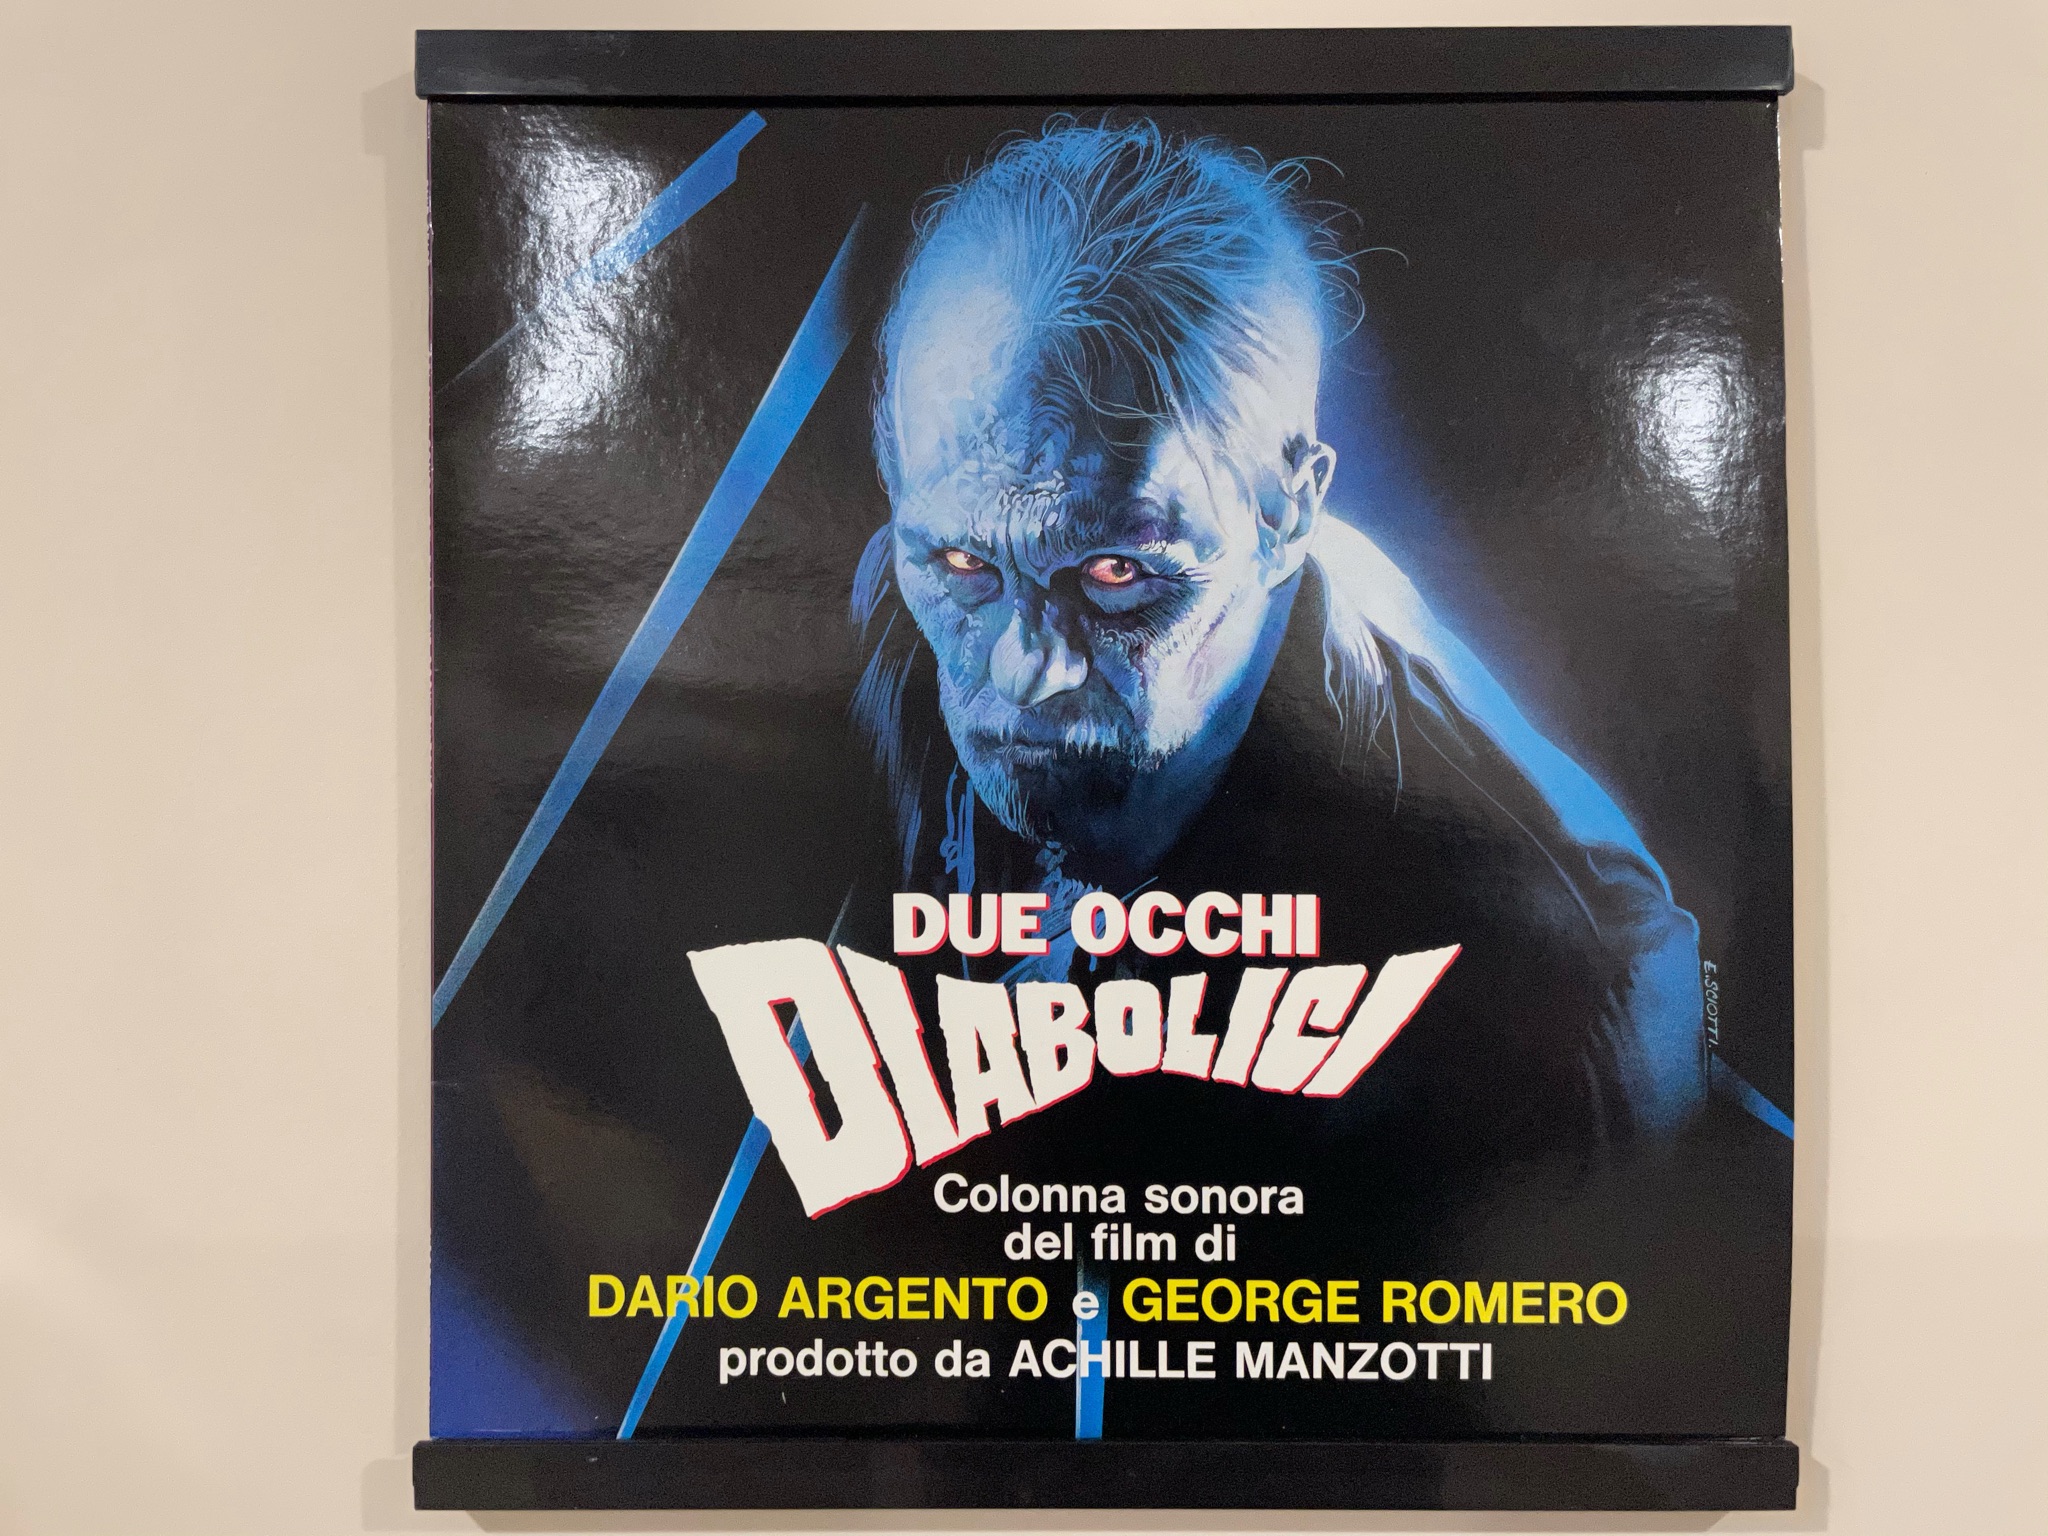 DUE OCCHI
DIABOLICI
E.SCIOTTI.
Colonna sonora
del film di
DARIO ARGENTO e GEORGE ROMERO
prodotto da ACHILLE MANZOTTI